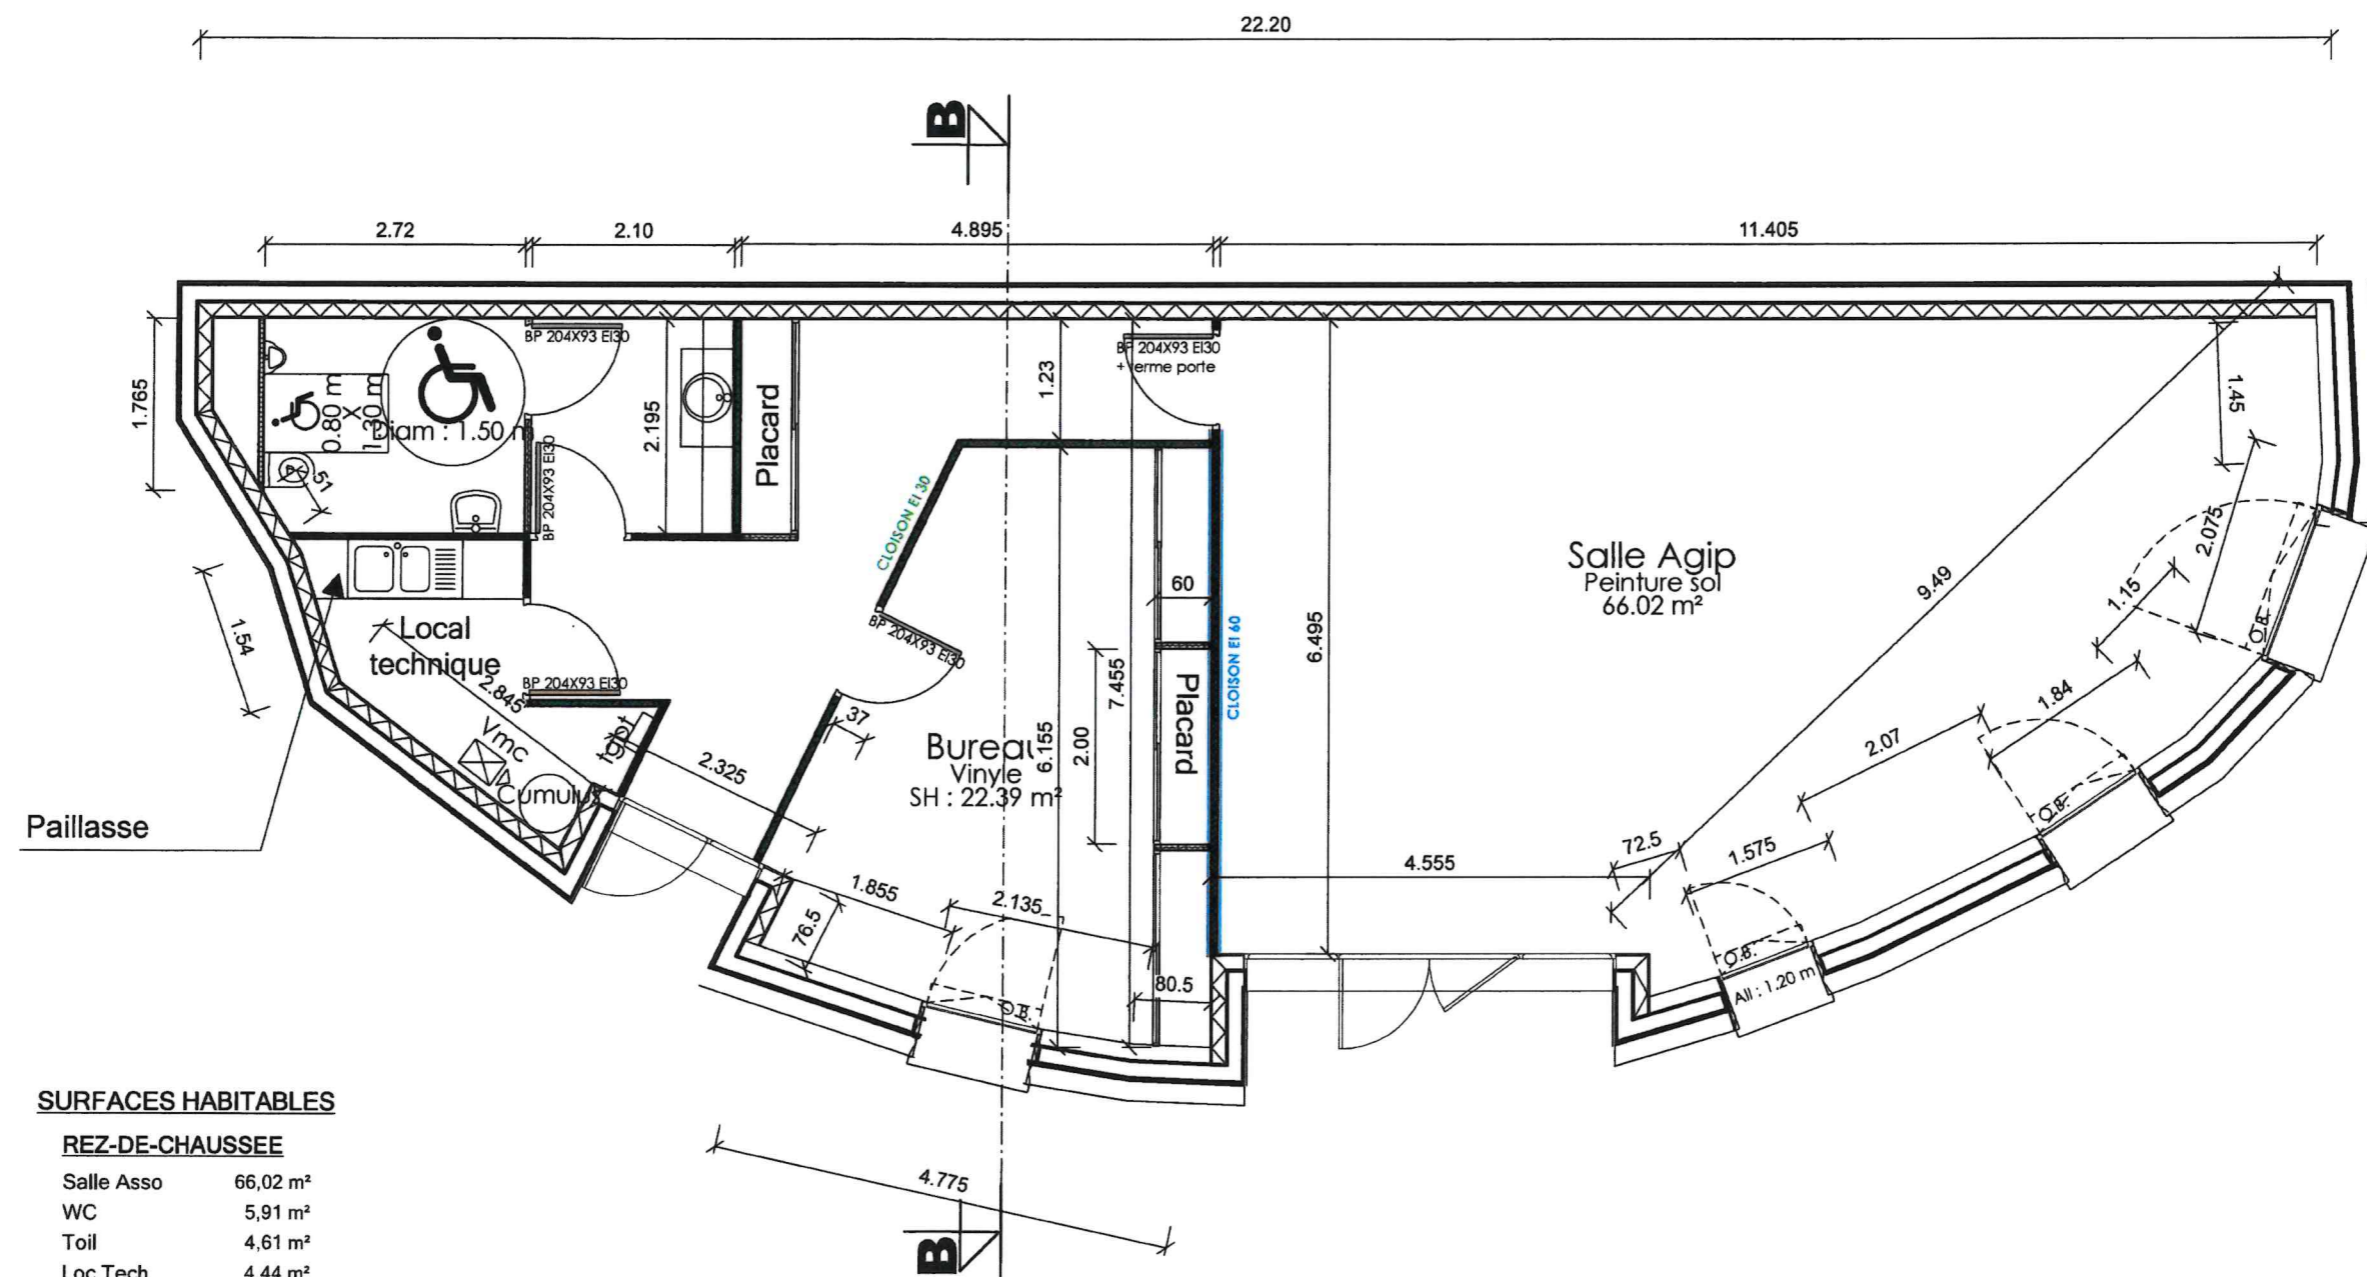 22.20
B
2.72
2.10
4.895
11.405
BP 204X93 EI30
BP 204X93 EI30
+ ferme porte
1.765
0.80 m
X
1.30 m
Diam : 1.50 m
51
BP 204X93 EI30
2.195
Placard
1.23
CLOISON EI 30
1.45
2.075
9.49
1.15
O.B.
Salle Agip
Peinture sol
66.02 m²
60
6.495
CLOISON EI 60
BP 204X93 EI30
1.54
Local
technique
2.845
BP 204X93 EI30
7.455
Placard
2.00
6.155
37
Bureau
Vinyle
SH : 22.39 m²
Vmc
tgbt
2.325
Cumulus
Paillasse
1.84
2.07
O.B.
72.5
1.575
4.555
1.855
76.5
2.135
80.5
O.B.
O.B.
All : 1.20 m
4.775
B
SURFACES HABITABLES
REZ-DE-CHAUSSEE
Salle Asso 66,02 m²
WC 5,91 m²
Toil 4,61 m²
Loc Tech 4,44 m²